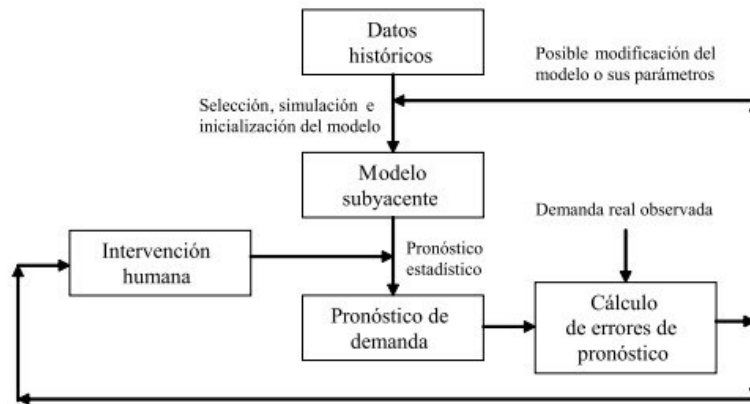 Datos
históricos
Posible modificación del
modelo o sus parámetros
Selección, simulación e
inicialización del modelo
Modelo
subyacente
Demanda real observada
Intervención
humana
Pronóstico
estadístico
Pronóstico de
demanda
Cálculo
de errores de
pronóstico